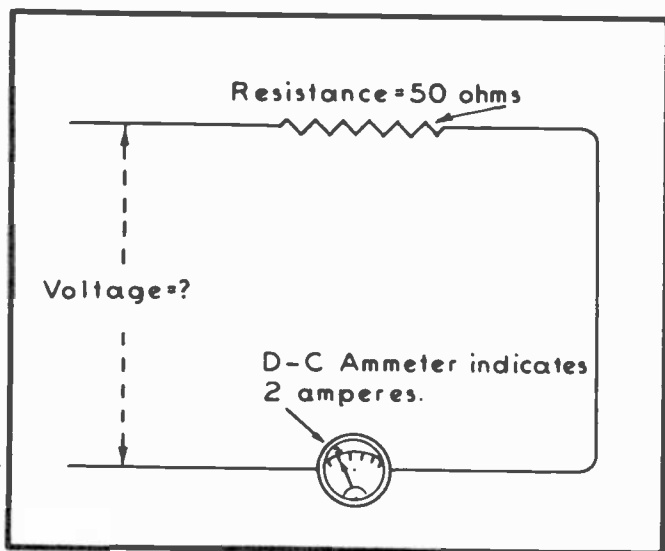 Resistance=50 ohms
Voltage=?
D-C Ammeter indicates
2 amperes.